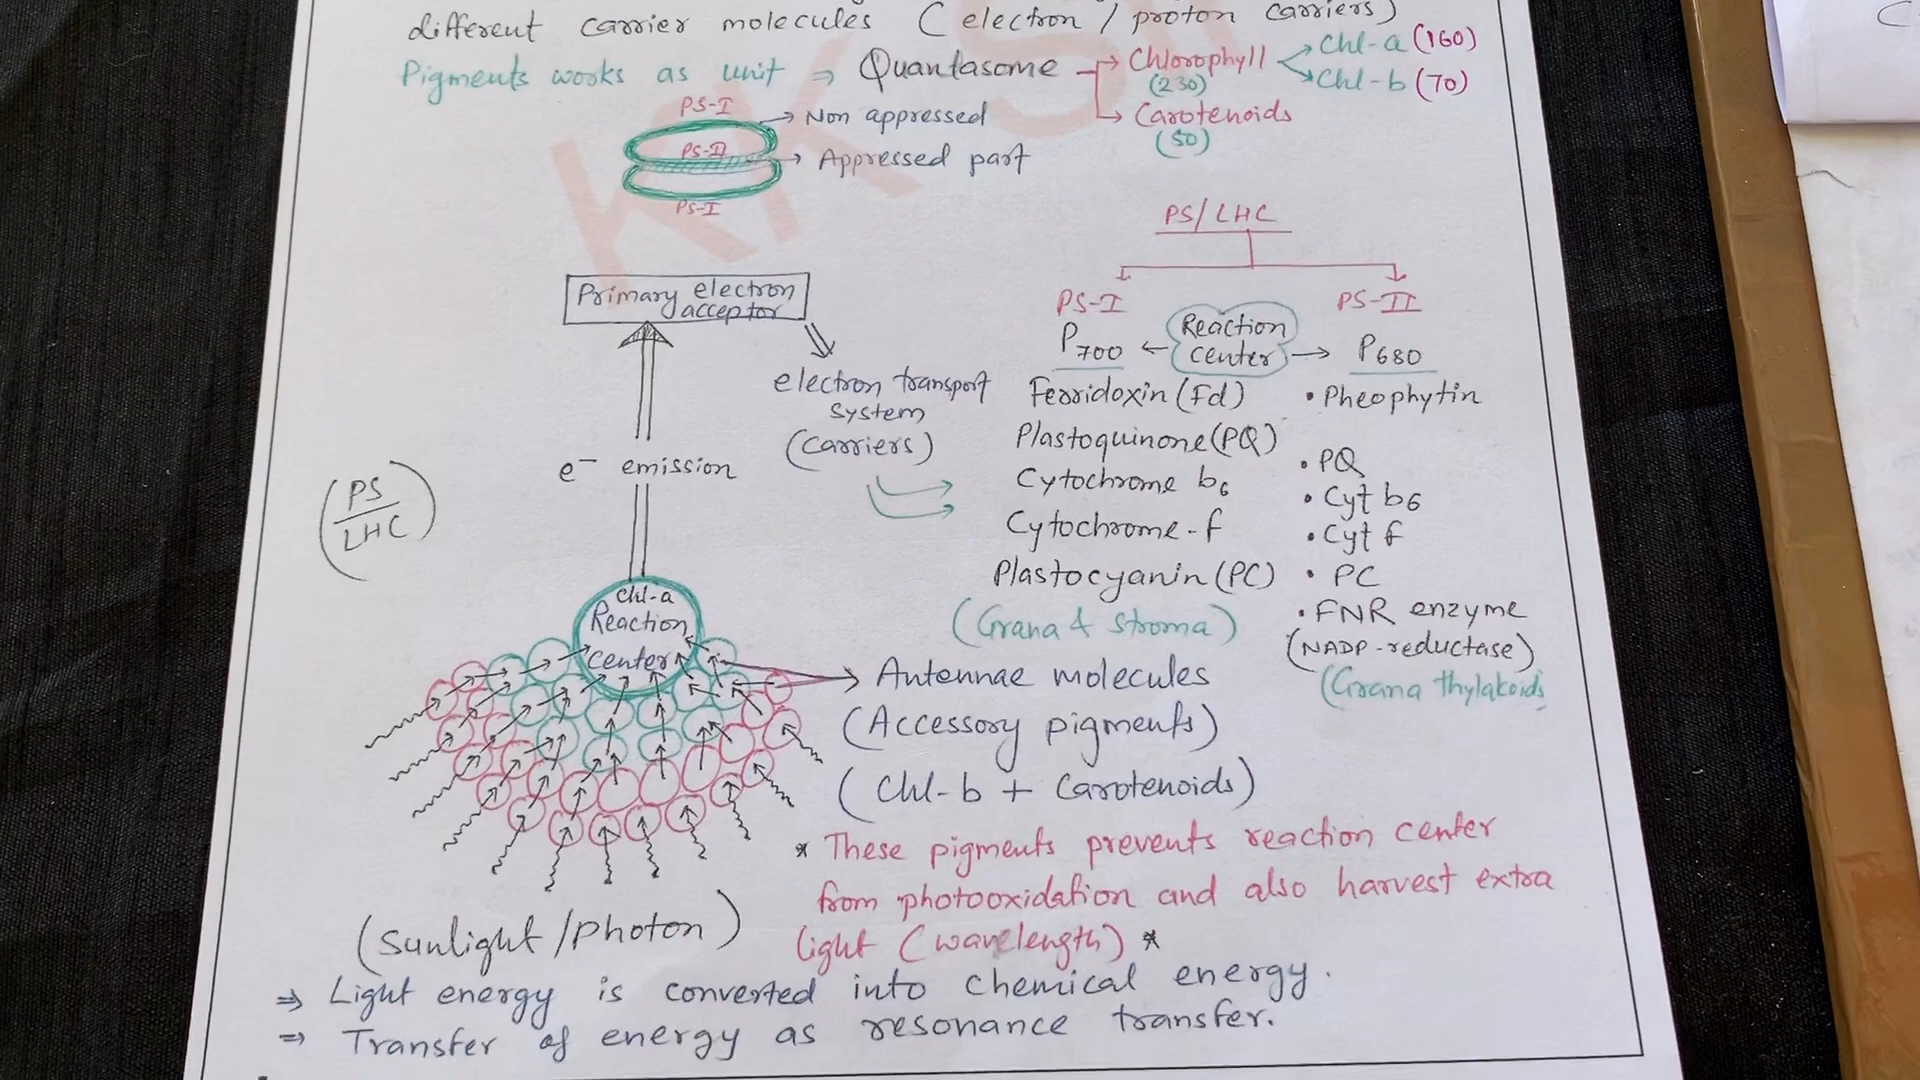 different carrier molecules (electron / proton carriers)
Pigments works as unit ⇒ Quantasome
Chlorophyll (230)
Chl-a (160)
Chl-b (70)
Carotenoids (50)
PS-I
Non appressed
PS-II
Appressed part
PS-I
PS/LHC
PS-I
PS-II
Reaction center
P700
P680
Primary electron acceptor
electron transport
system
(carriers)
e⁻ emission
(PS/LHC)
Ferridoxin (Fd)
Plastoquinone (PQ)
Cytochrome b6
Cytochrome-f
Plastocyanin (PC)
(Grana & stroma)
• Pheophytin
• PQ
• Cyt b6
• Cyt f
• PC
• FNR enzyme
(NADP-reductase)
(Grana thylakoids
Chl-a
Reaction
center
Antennae molecules
(Accessory pigments)
(Chl-b + Carotenoids)
* These pigments prevents reaction center
from photooxidation and also harvest extra
light (wavelength) *
(Sunlight/Photon)
⇒ Light energy is converted into chemical energy.
⇒ Transfer of energy as resonance transfer.